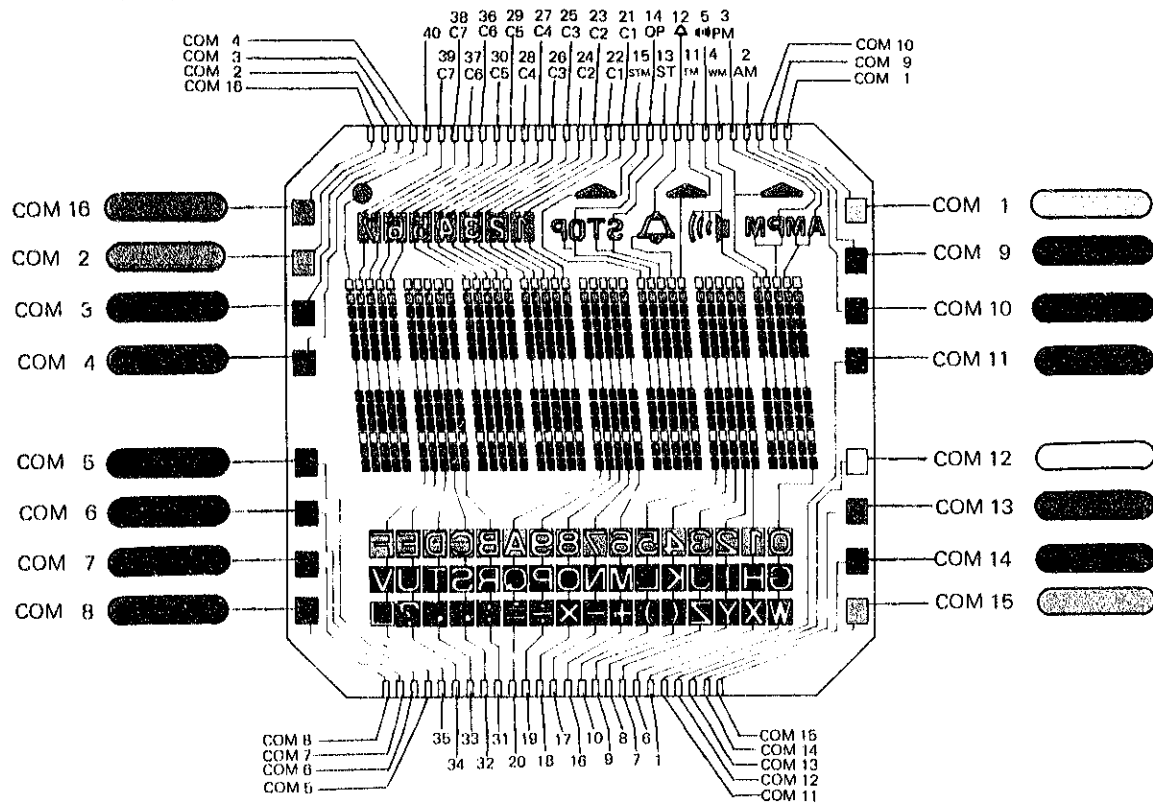 38 36 29 27 25 23 21 14 12 5 3
40 C7 C6 C5 C4 C3 C2 C1 OP PM
39 37 30 28 26 24 22 15 13 11 4 2
C7 C6 C5 C4 C3 C2 C1 STM ST TM WM AM
COM 4
COM 3
COM 2
COM 16
COM 10
COM 9
COM 1
COM 16
COM 2
COM 3
COM 4
COM 5
COM 6
COM 7
COM 8
7 6 5 4 3 2 1 STOP AMPM
0 1 2 3 4 5 6 7 8 9 A B C D E F
G H I J K L M N O P Q R S T U V
W X Y Z ( ) + - × ÷ =
COM 1
COM 9
COM 10
COM 11
COM 12
COM 13
COM 14
COM 15
COM 8
COM 7
COM 6
COM 5
35 33 31 19 17 10 8 6
34 32 20 18 16 9 7 1
COM 15
COM 14
COM 13
COM 12
COM 11